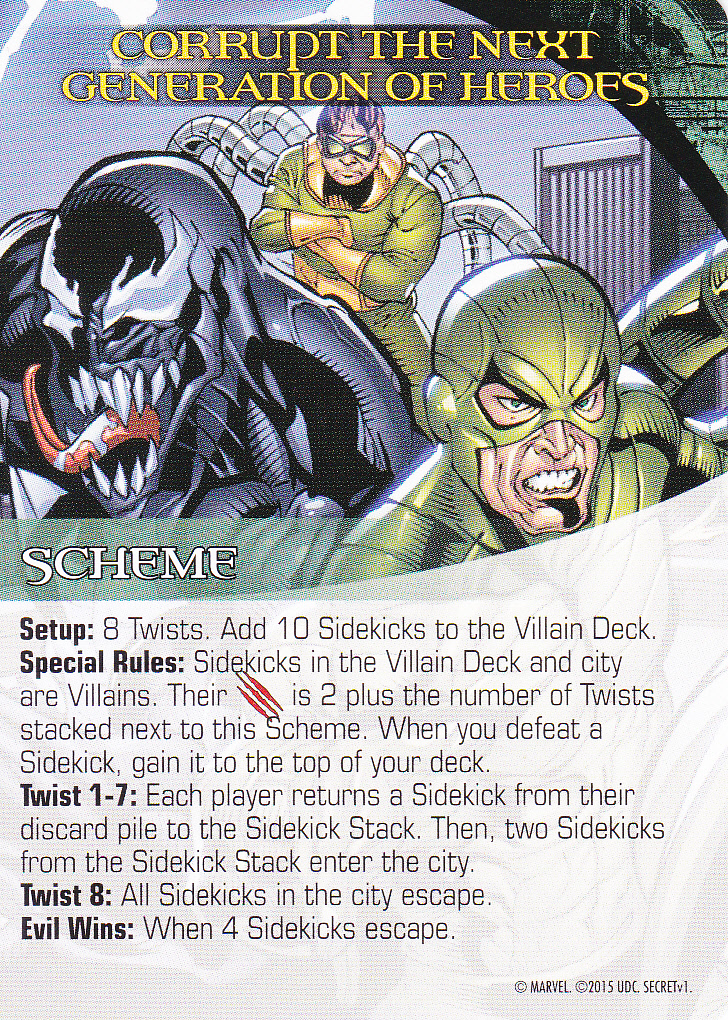 CORRUPT THE NEXT
GENERATION OF HEROES
SCHEME
Setup: 8 Twists. Add 10 Sidekicks to the Villain Deck.
Special Rules: Sidekicks in the Villain Deck and city
are Villains. Their is 2 plus the number of Twists
stacked next to this Scheme. When you defeat a
Sidekick, gain it to the top of your deck.
Twist 1-7: Each player returns a Sidekick from their
discard pile to the Sidekick Stack. Then, two Sidekicks
from the Sidekick Stack enter the city.
Twist 8: All Sidekicks in the city escape.
Evil Wins: When 4 Sidekicks escape.
© MARVEL. ©2015 UDC. SECRETv1.